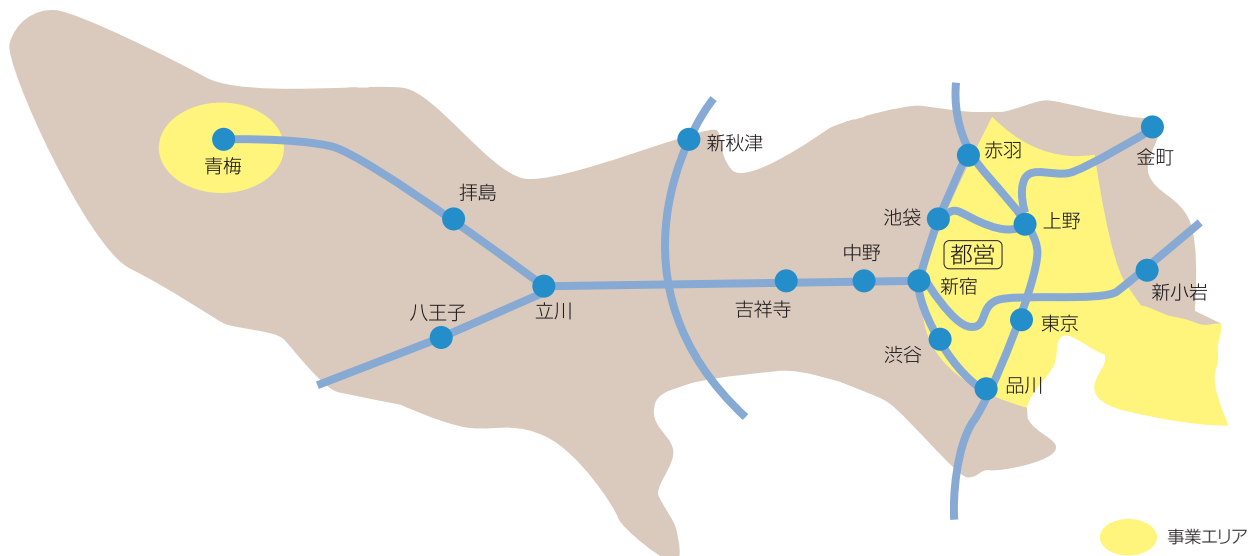 青梅
拝島
八王子
立川
新秋津
吉祥寺
中野
池袋
赤羽
金町
上野
都営
新宿
新小岩
東京
渋谷
品川
事業エリア